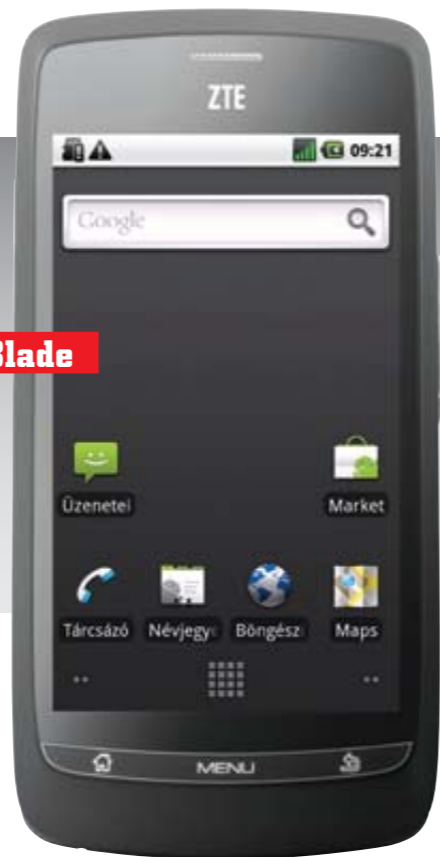 ZTE
09:21
Google
Blade
Üzenetei
Market
Tárcsázó Névjegy Böngész Maps
MENU